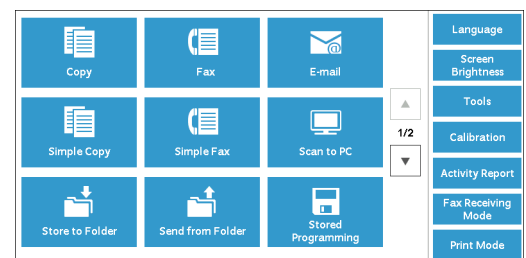 Copy
Fax
E-mail
Simple Copy
Simple Fax
Scan to PC
Store to Folder
Send from Folder
Stored
Programming
1/2
Language
Screen
Brightness
Tools
Calibration
Activity Report
Fax Receiving
Mode
Print Mode